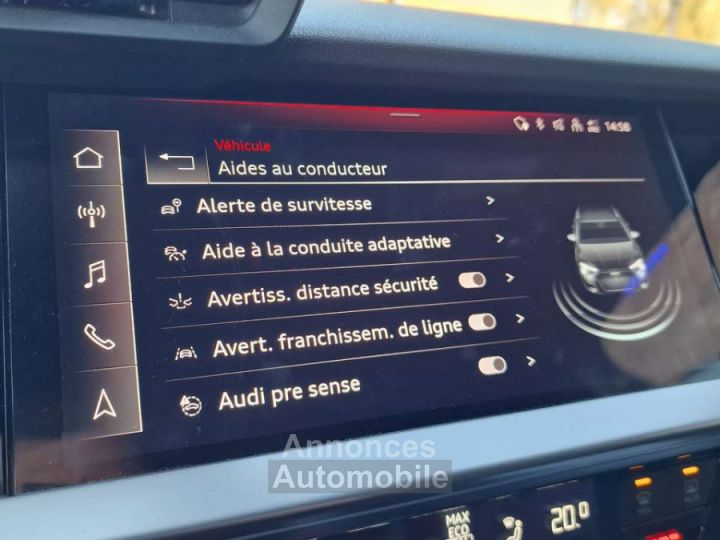 14:58
Véhicule
Aides au conducteur
Alerte de survitesse
Aide à la conduite adaptative
Avertiss. distance sécurité
Avert. franchissem. de ligne
Audi pre sense
Annonces
Automobile
MAX
ECO
20.0